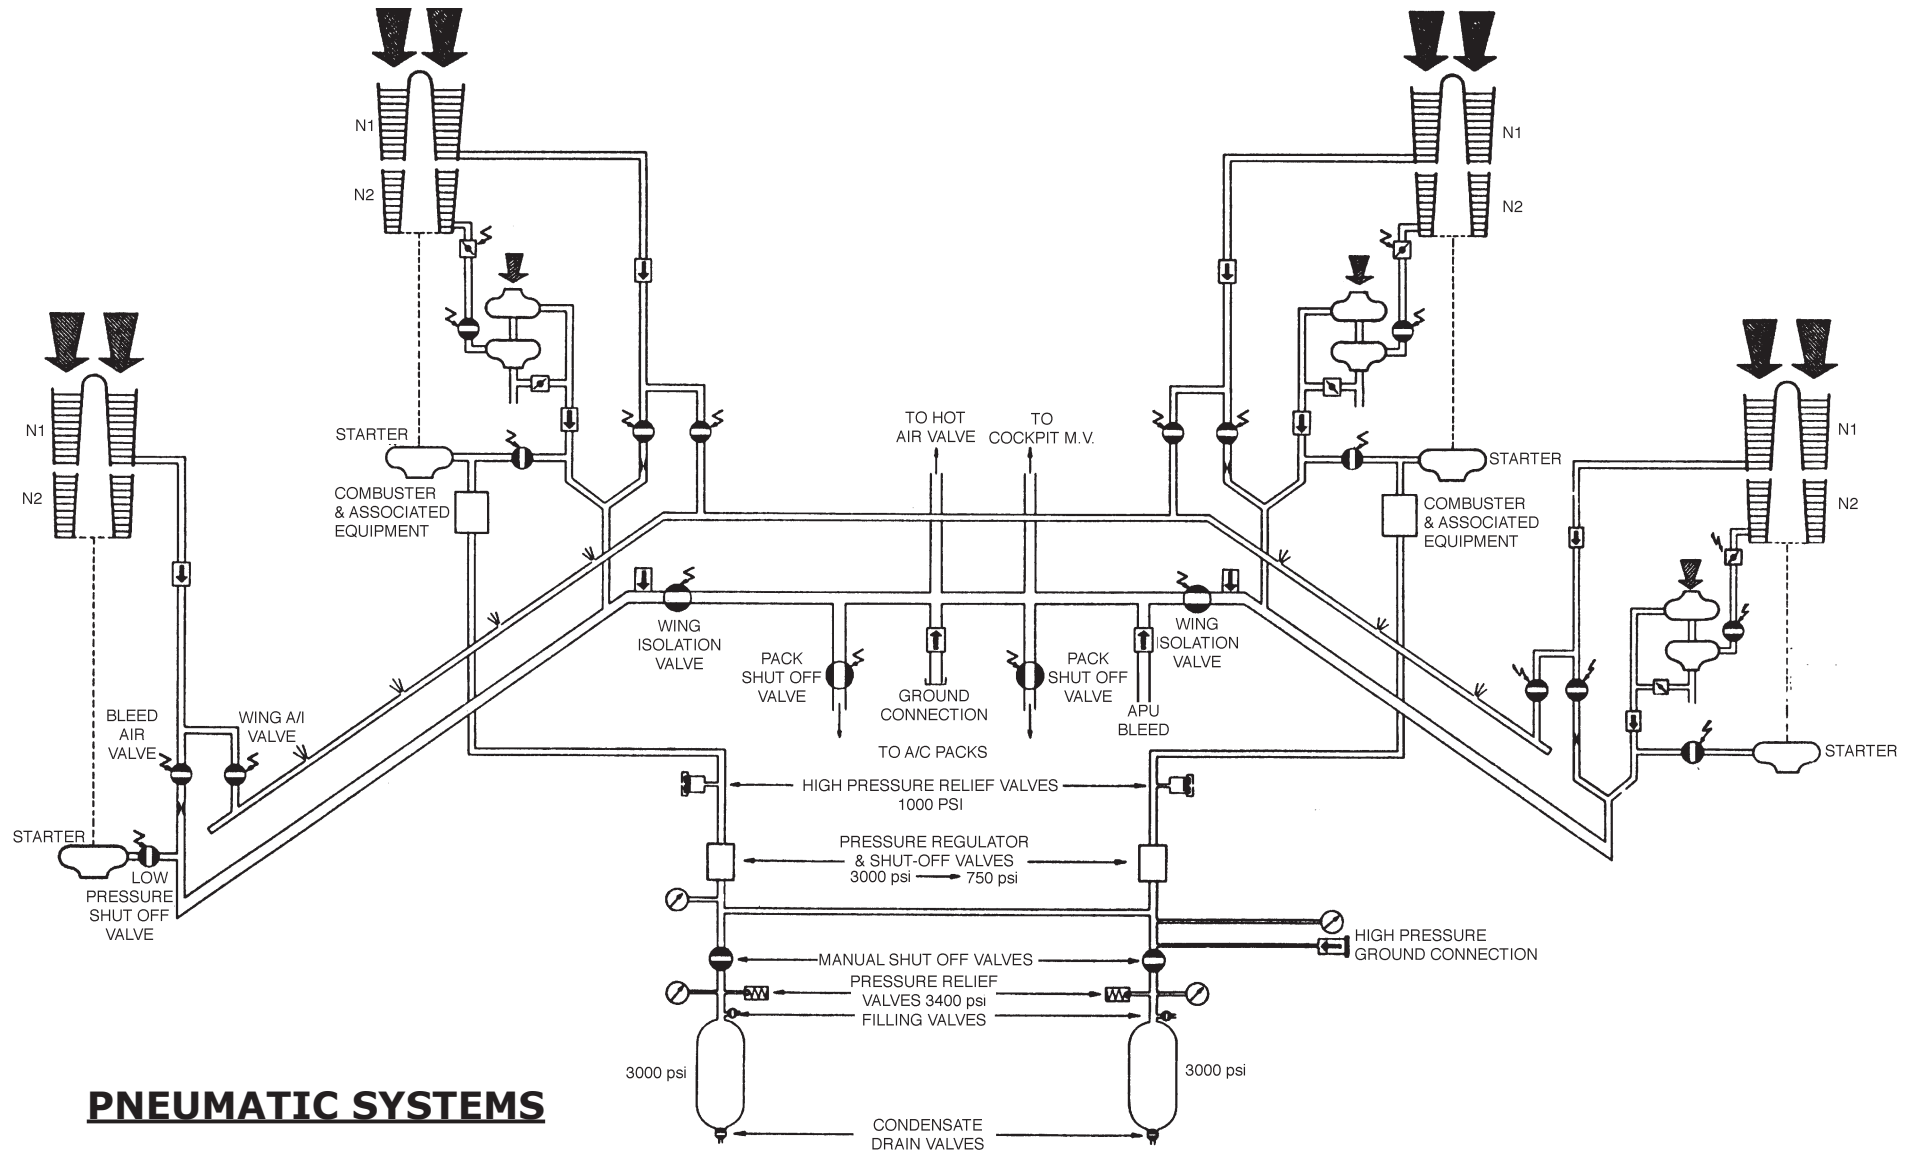 N1
N2
N1
N2
STARTER
COMBUSTER
& ASSOCIATED
EQUIPMENT
TO HOT
AIR VALVE
TO
COCKPIT M.V.
STARTER
COMBUSTER
& ASSOCIATED
EQUIPMENT
N1
N2
N1
N2
WING
ISOLATION
VALVE
WING
ISOLATION
VALVE
PACK
SHUT OFF
VALVE
PACK
SHUT OFF
VALVE
GROUND
CONNECTION
APU
BLEED
BLEED
AIR
VALVE
WING A/I
VALVE
TO A/C PACKS
STARTER
HIGH PRESSURE RELIEF VALVES
1000 PSI
STARTER
LOW
PRESSURE
SHUT OFF
VALVE
PRESSURE REGULATOR
& SHUT-OFF VALVES
3000 psi 750 psi
HIGH PRESSURE
GROUND CONNECTION
MANUAL SHUT OFF VALVES
PRESSURE RELIEF
VALVES 3400 psi
FILLING VALVES
3000 psi
3000 psi
PNEUMATIC SYSTEMS
CONDENSATE
DRAIN VALVES